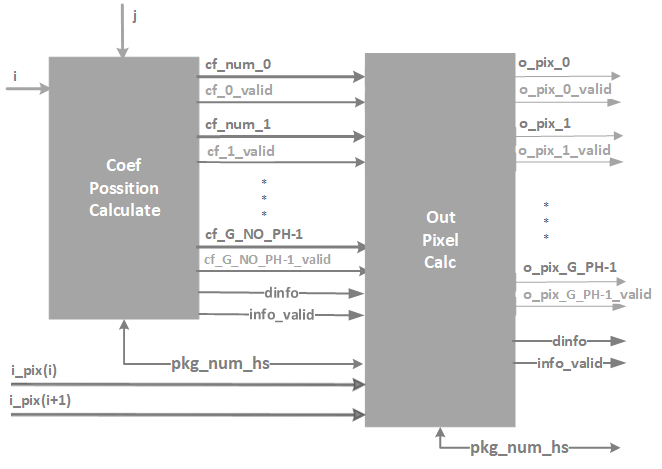 j
i
Coef
Possition
Calculate
cf_num_0
cf_0_valid
cf_num_1
cf_1_valid
*
*
*
cf_G_NO_PH-1
cf_G_NO_PH-1_valid
dinfo
info_valid
pkg_num_hs
i_pix(i)
i_pix(i+1)
Out
Pixel
Calc
o_pix_0
o_pix_0_valid
o_pix_1
o_pix_1_valid
*
*
*
o_pix_G_PH-1
o_pix_G_PH-1_valid
dinfo
info_valid
pkg_num_hs